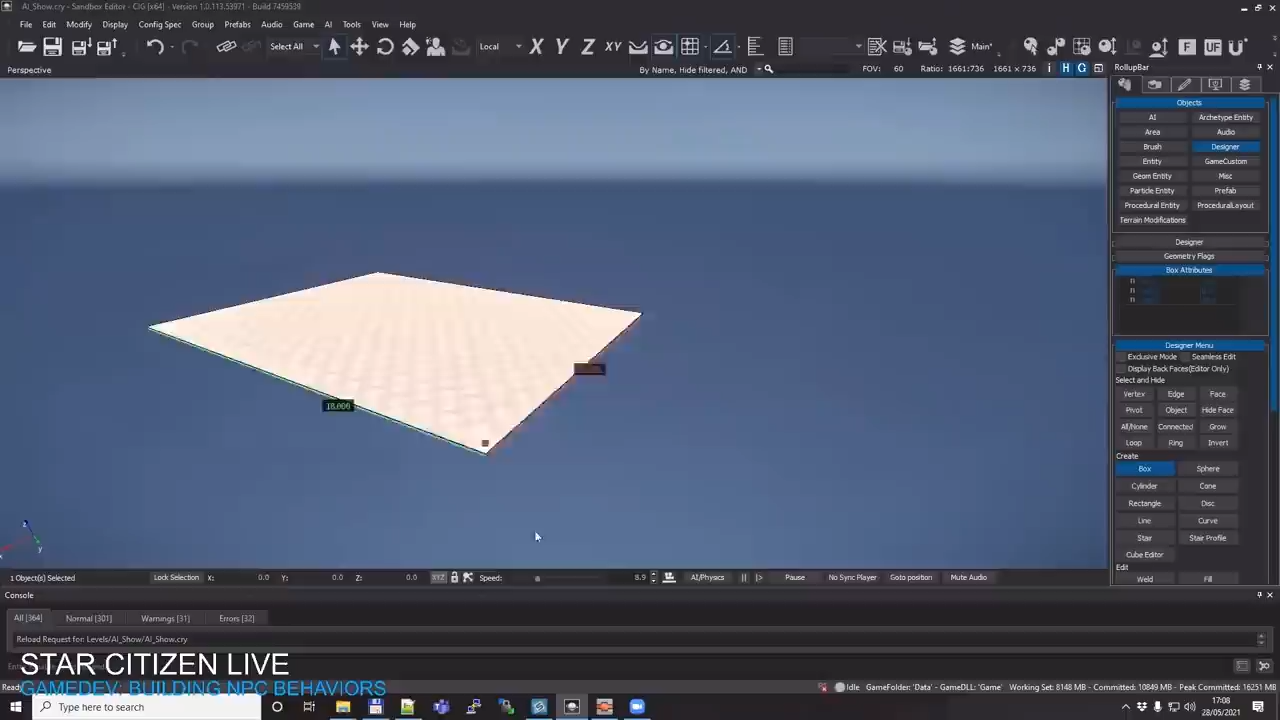 AI_Show.cry - Sandbox Editor - CIG [x64] - Version 1.0.113.53971 - Build 7459539
File Edit Modify Display Config Spec Group Prefabs Audio Game AI Tools View Help
Select All Local X Y Z XY Main* F UF
Perspective By Name, Hide filtered, AND FOV: 60 Ratio: 1661:736 1661 x 736 i H G
RollupBar
Objects
AI Archetype Entity
Area Audio
Brush Designer
Entity GameCustom
Geom Entity Misc
Particle Entity Prefab
Procedural Entity ProceduralLayout
Terrain Modifications
Designer
Geometry Flags
Box Attributes
Designer Menu
Exclusive Mode Seamless Edit
Display Back Faces(Editor Only)
Select and Hide
Vertex Edge Face
Pivot Object Hide Face
All/None Connected Grow
Loop Ring Invert
Create
Box Sphere
Cylinder Cone
Rectangle Disc
Line Curve
Stair Stair Profile
Cube Editor
Edit
Weld Fill
18.000
z
y
x
1 Object(s) Selected Lock Selection X: 0.0 Y: 0.0 Z: 0.0 XYZ Speed: 8.9 AI/Physics Pause No Sync Player Goto position Mute Audio
Console
All [364] Normal [301] Warnings [31] Errors [32]
Reload Request for: Levels/AI_Show/AI_Show.cry
STAR CITIZEN LIVE
GAMEDEV: BUILDING NPC BEHAVIORS
Idle GameFolder: 'Data' - GameDLL: 'Game' Working Set: 8148 MB - Committed: 10849 MB - Peak Committed: 16251 MB
Type here to search
17:08
28/05/2021